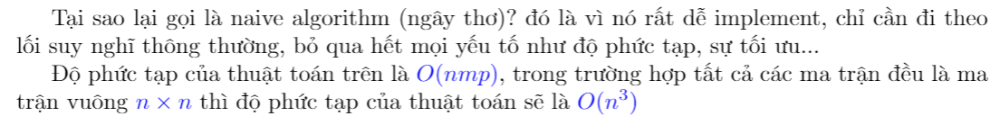 Tại sao lại gọi là naive algorithm (ngây thơ)? đó là vì nó rất dễ implement, chỉ cần đi theo
lối suy nghĩ thông thường, bỏ qua hết mọi yếu tố như độ phức tạp, sự tối ưu...
Độ phức tạp của thuật toán trên là O(nmp), trong trường hợp tất cả các ma trận đều là ma
trận vuông n × n thì độ phức tạp của thuật toán sẽ là O(n³)